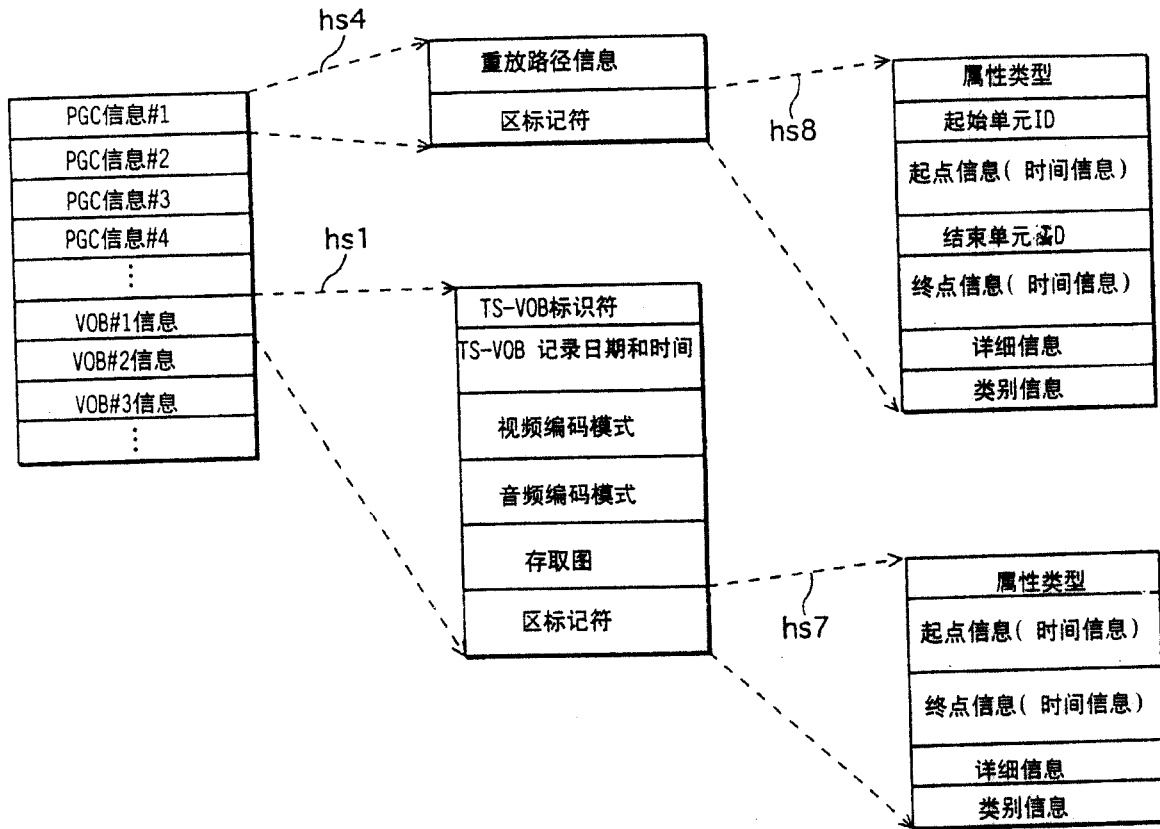 hs4
PGC信息#1
PGC信息#2
PGC信息#3
PGC信息#4
⋮
VOB#1信息
VOB#2信息
VOB#3信息
⋮
重放路径信息
区标记符
hs8
属性类型
起始单元ID
起点信息( 时间信息)
结束单元 D
终点信息( 时间信息)
详细信息
类别信息
hs1
TS-VOB标识符
TS-VOB 记录日期和时间
视频编码模式
音频编码模式
存取图
区标记符
hs7
属性类型
起点信息( 时间信息)
终点信息( 时间信息)
详细信息
类别信息